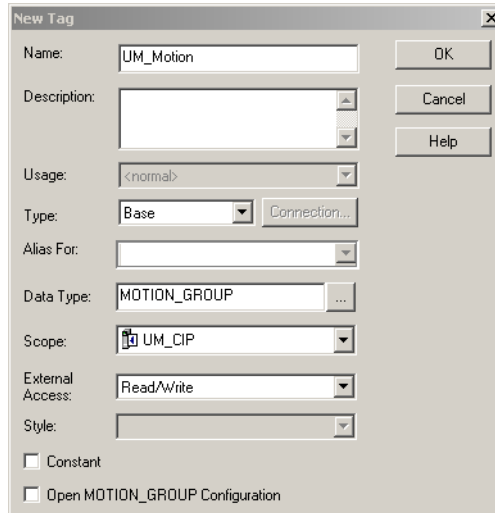 New Tag
Name: UM_Motion OK
Description: Cancel
Help
Usage: <normal>
Type: Base Connection...
Alias For:
Data Type: MOTION_GROUP ...
Scope: UM_CIP
External Access: Read/Write
Style:
Constant
Open MOTION_GROUP Configuration